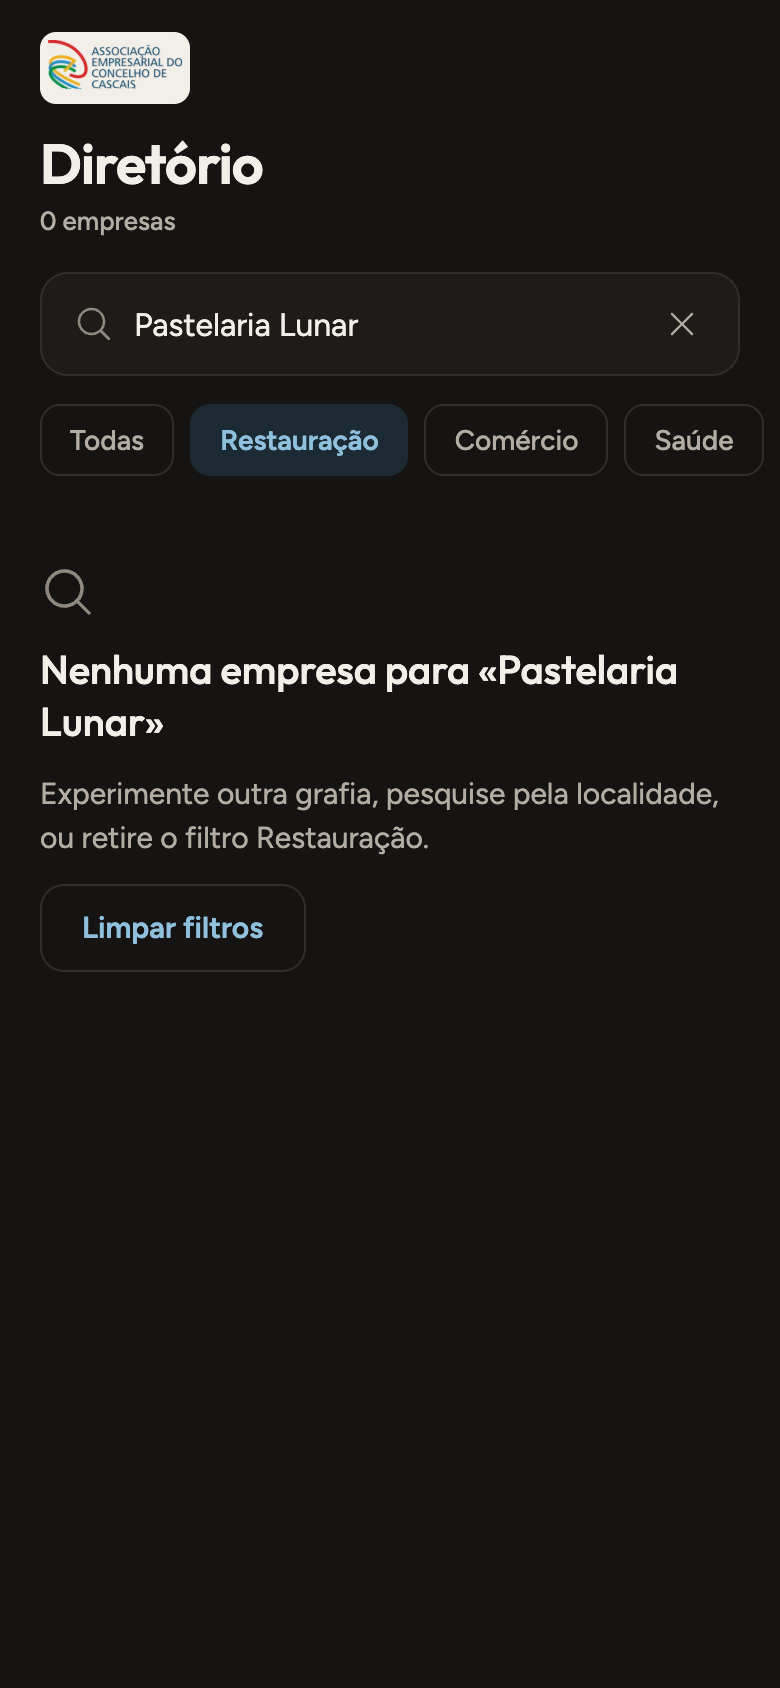 ASSOCIAÇÃO
EMPRESARIAL DO
CONCELHO DE
CASCAIS
Diretório
0 empresas
Pastelaria Lunar
Todas Restauração Comércio Saúde
Nenhuma empresa para «Pastelaria
Lunar»
Experimente outra grafia, pesquise pela localidade,
ou retire o filtro Restauração.
Limpar filtros